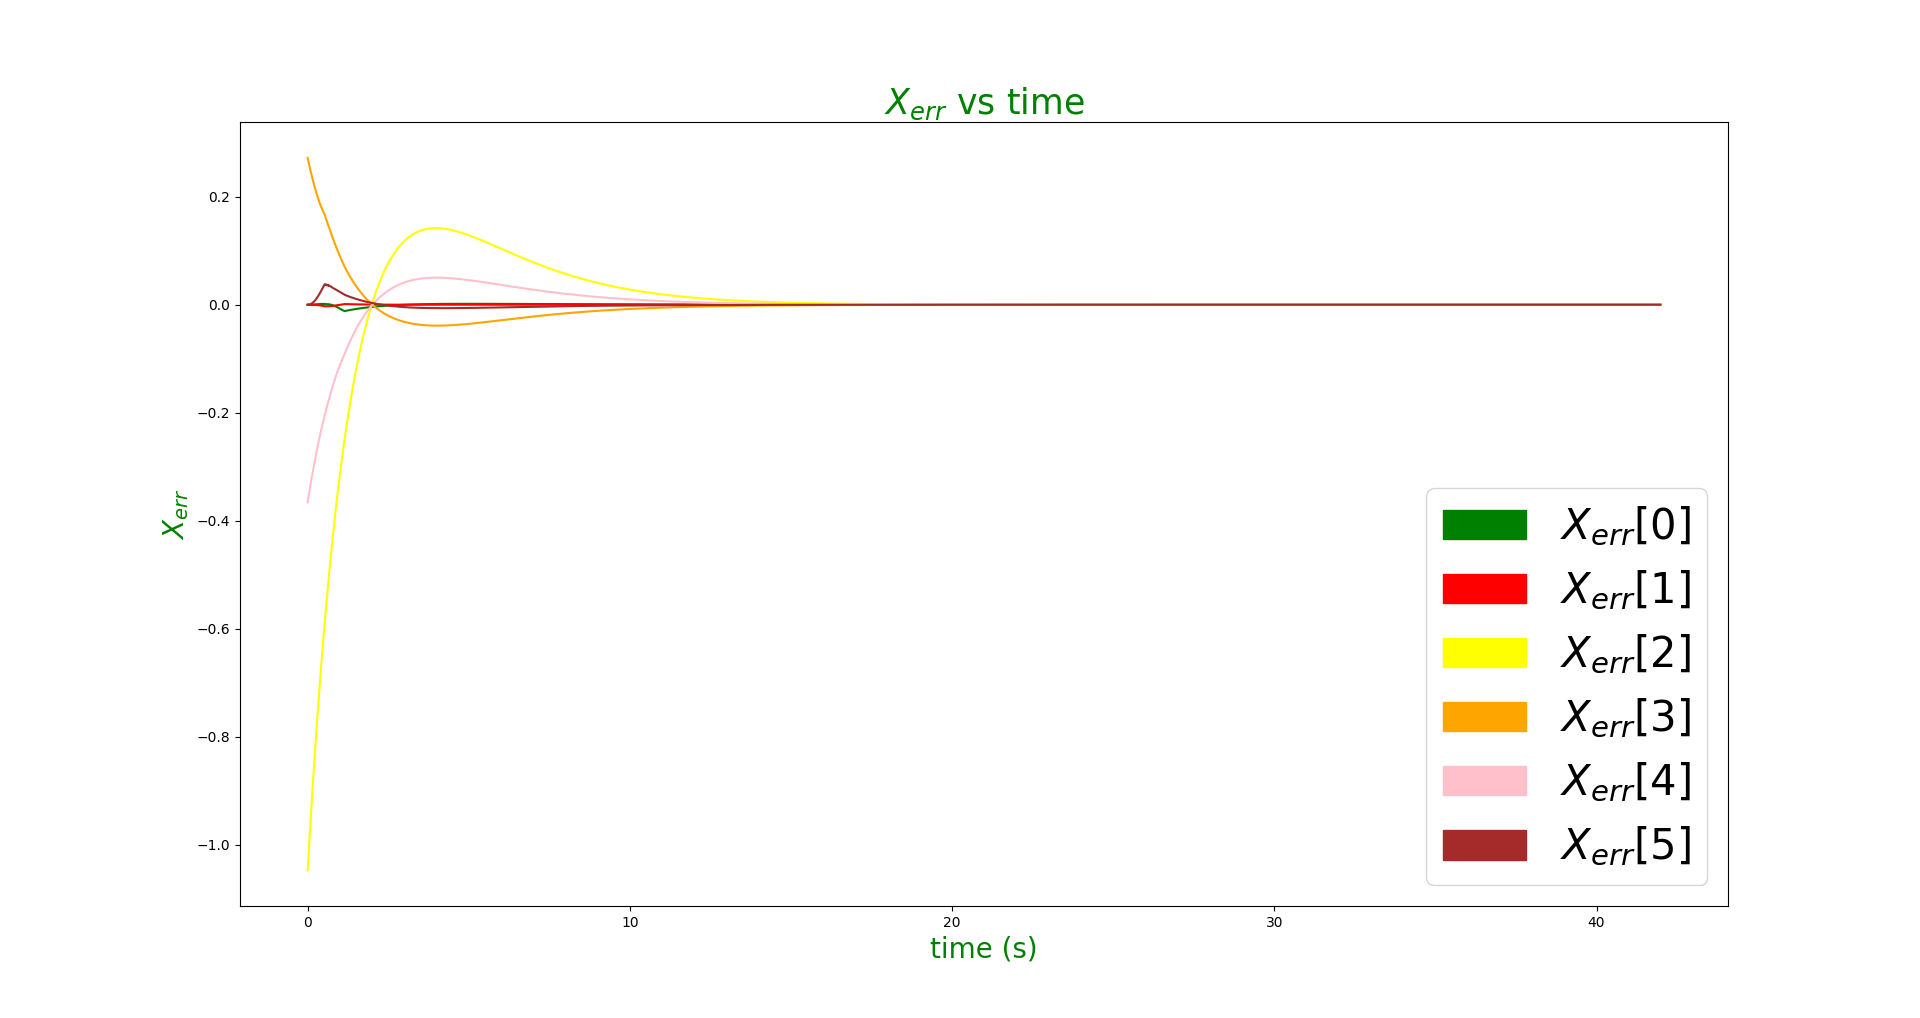 X_err vs time
0.2
0.0
−0.2
−0.4
−0.6
−0.8
−1.0
X_err
0 10 20 30 40
time (s)
X_err[0]
X_err[1]
X_err[2]
X_err[3]
X_err[4]
X_err[5]